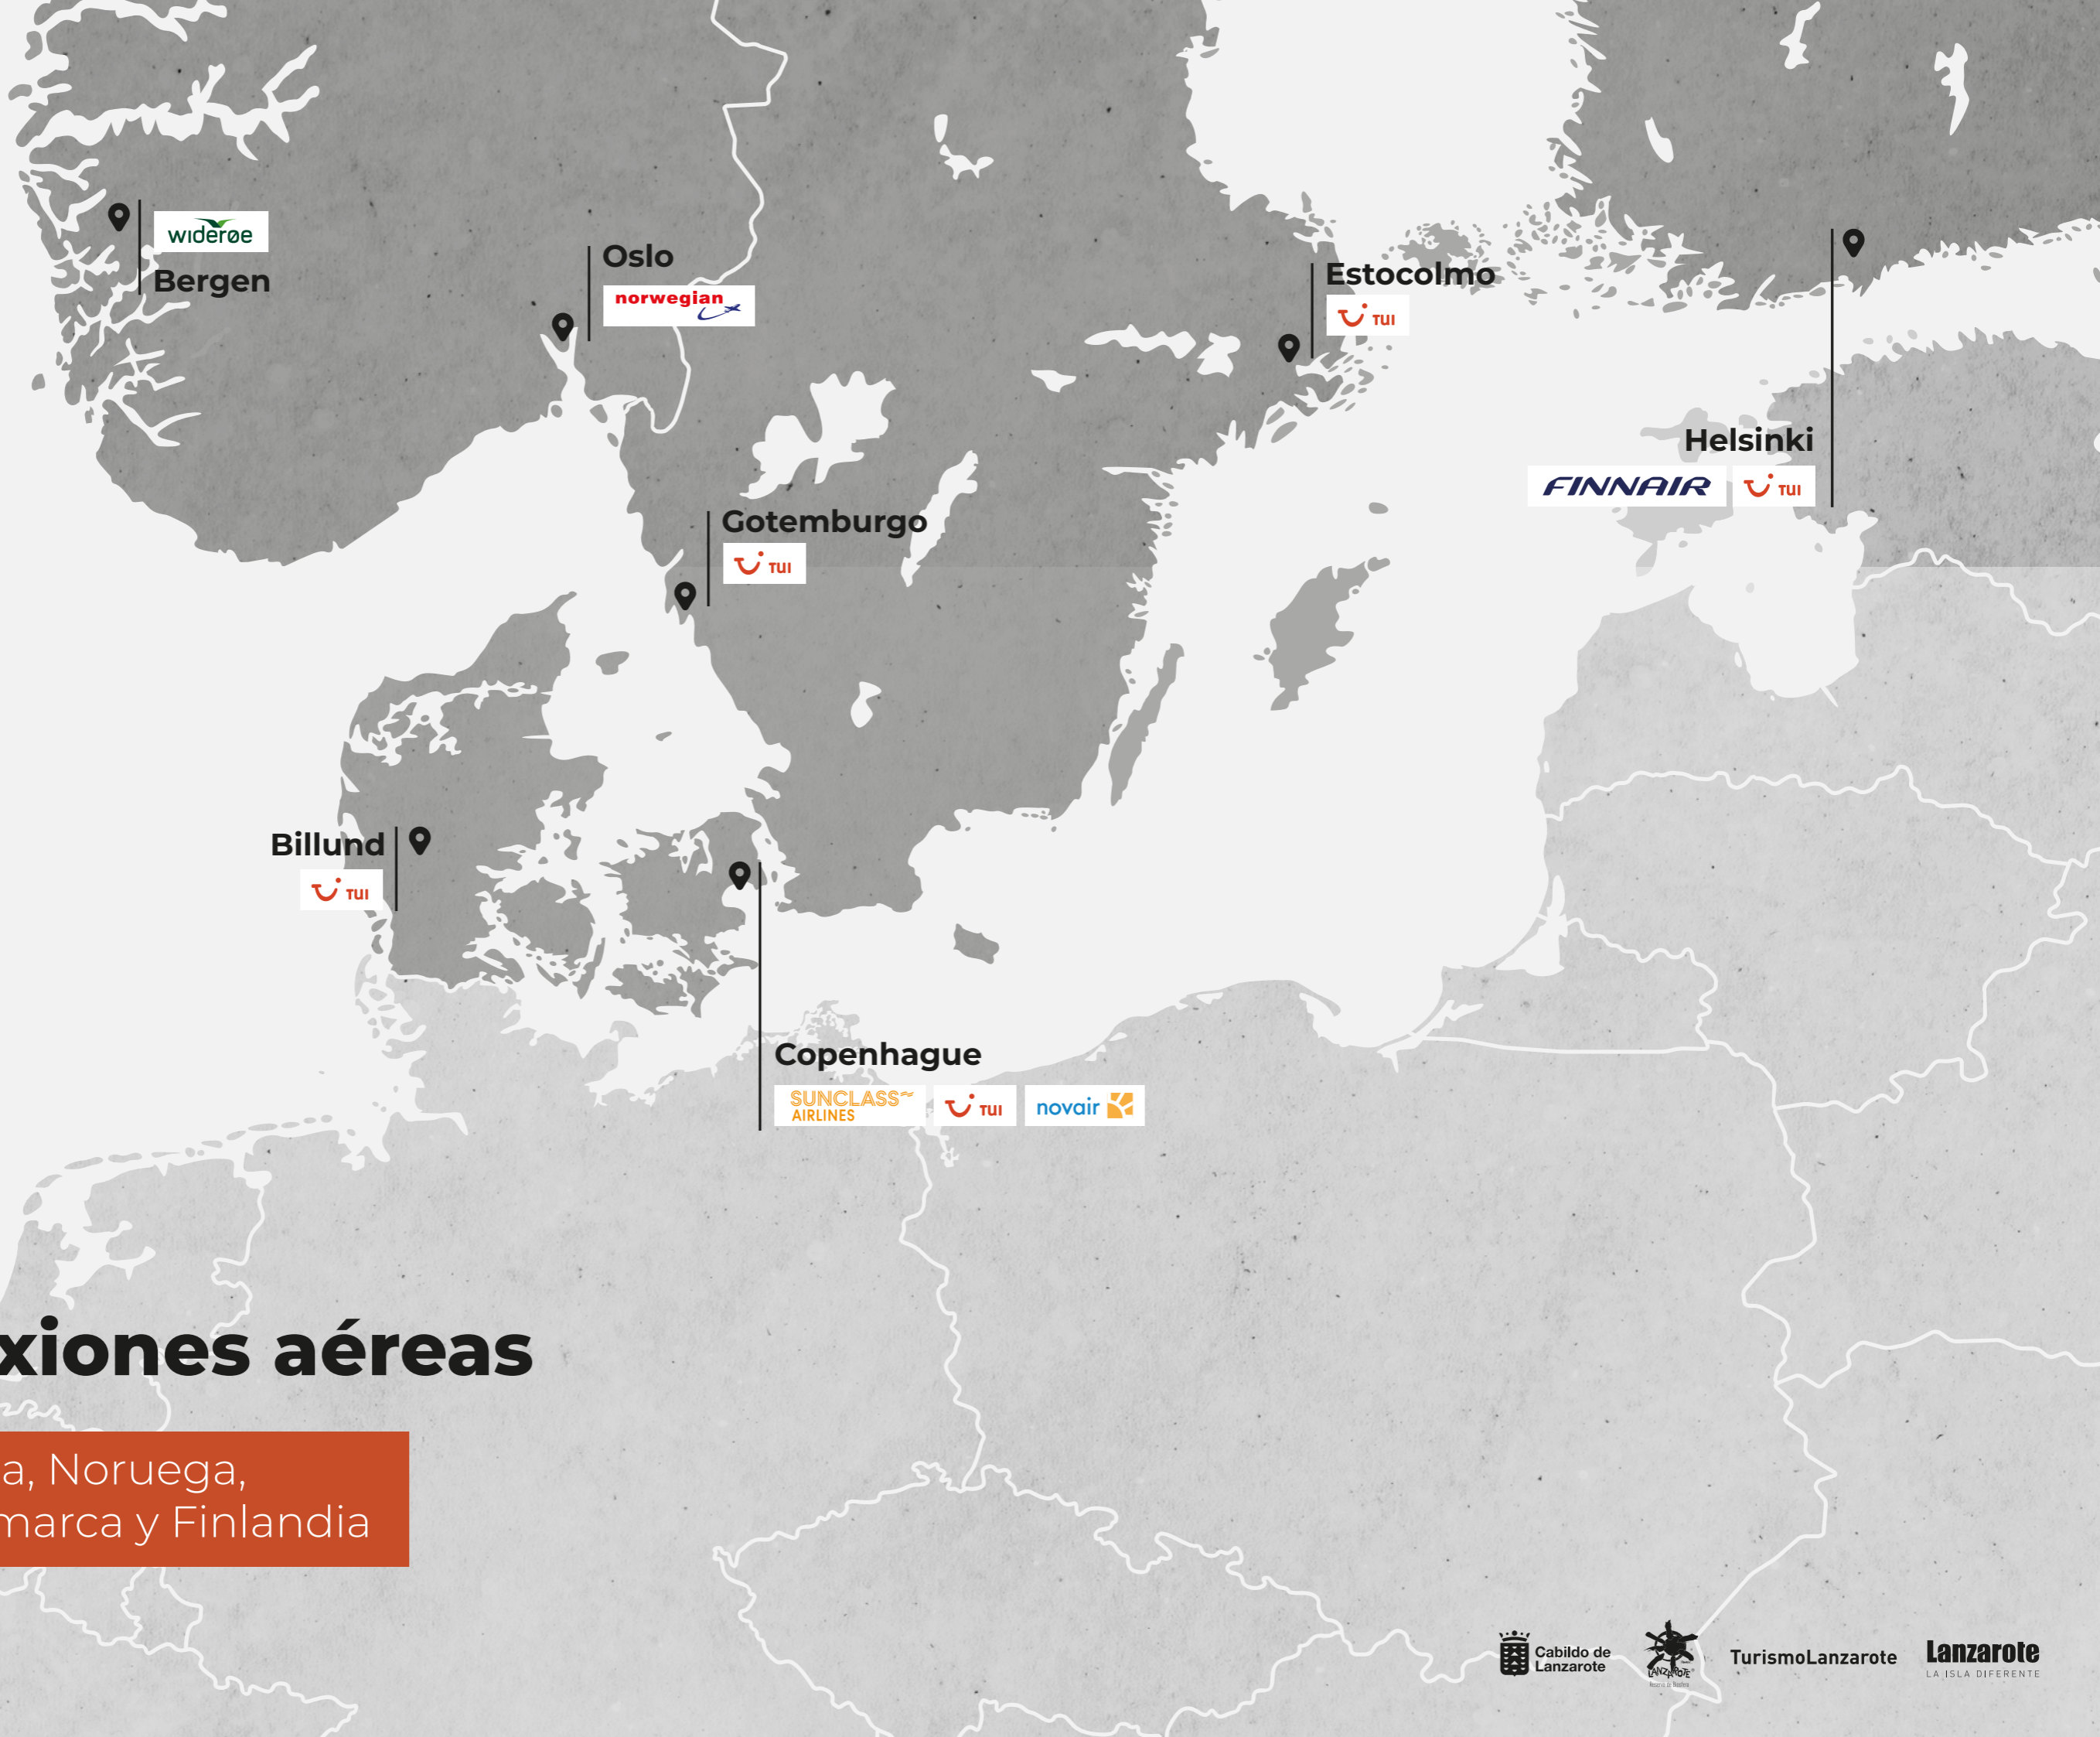 widerøe
Bergen
Oslo
norwegian
Estocolmo
TUI
Helsinki
FINNAIR TUI
Gotemburgo
TUI
Billund
TUI
Copenhague
SUNCLASS AIRLINES TUI novair
xiones aéreas
a, Noruega,
marca y Finlandia
Cabildo de
Lanzarote
LANZAROTE
TurismoLanzarote
Lanzarote
LA ISLA DIFERENTE